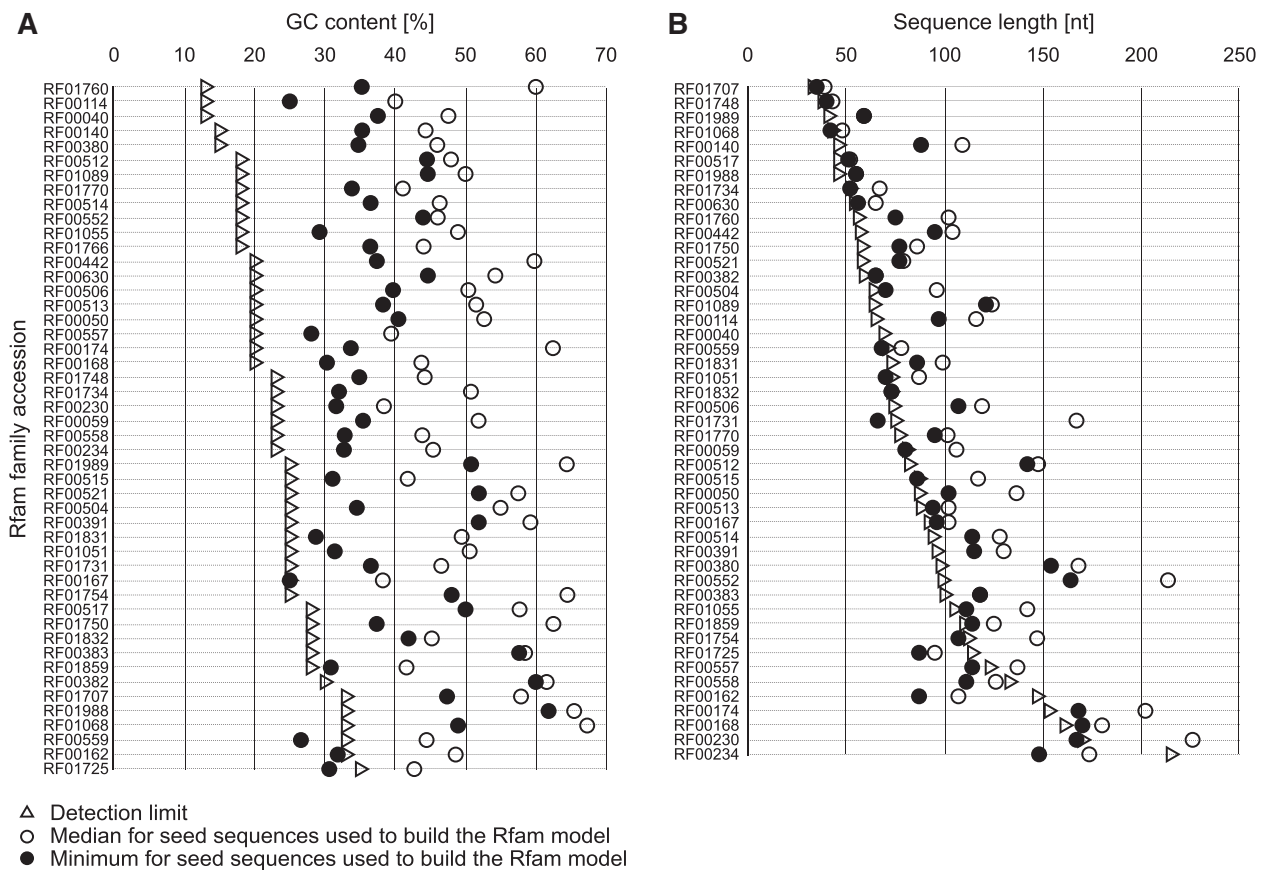 A
GC content [%]
0 10 20 30 40 50 60 70
Rfam family accession
RF01760
RF00114
RF00040
RF00140
RF00380
RF00512
RF01089
RF01770
RF00514
RF00552
RF01055
RF01766
RF00442
RF00630
RF00506
RF00513
RF00050
RF00557
RF00174
RF00168
RF01748
RF01734
RF00230
RF00059
RF00558
RF00234
RF01989
RF00515
RF00521
RF00504
RF00391
RF01831
RF01051
RF01731
RF00167
RF01754
RF00517
RF01750
RF01832
RF00383
RF01859
RF00382
RF01707
RF01988
RF01068
RF00559
RF00162
RF01725
B
Sequence length [nt]
0 50 100 150 200 250
RF01707
RF01748
RF01989
RF01068
RF00140
RF00517
RF01988
RF01734
RF00630
RF01760
RF00442
RF01750
RF00521
RF00382
RF00504
RF01089
RF00114
RF00040
RF00559
RF01831
RF01051
RF01832
RF00506
RF01731
RF01770
RF00059
RF00512
RF00515
RF00050
RF00513
RF00167
RF00514
RF00391
RF00380
RF00552
RF00383
RF01055
RF01859
RF01754
RF01725
RF00557
RF00558
RF00162
RF00174
RF00168
RF00230
RF00234
Detection limit
Median for seed sequences used to build the Rfam model
Minimum for seed sequences used to build the Rfam model